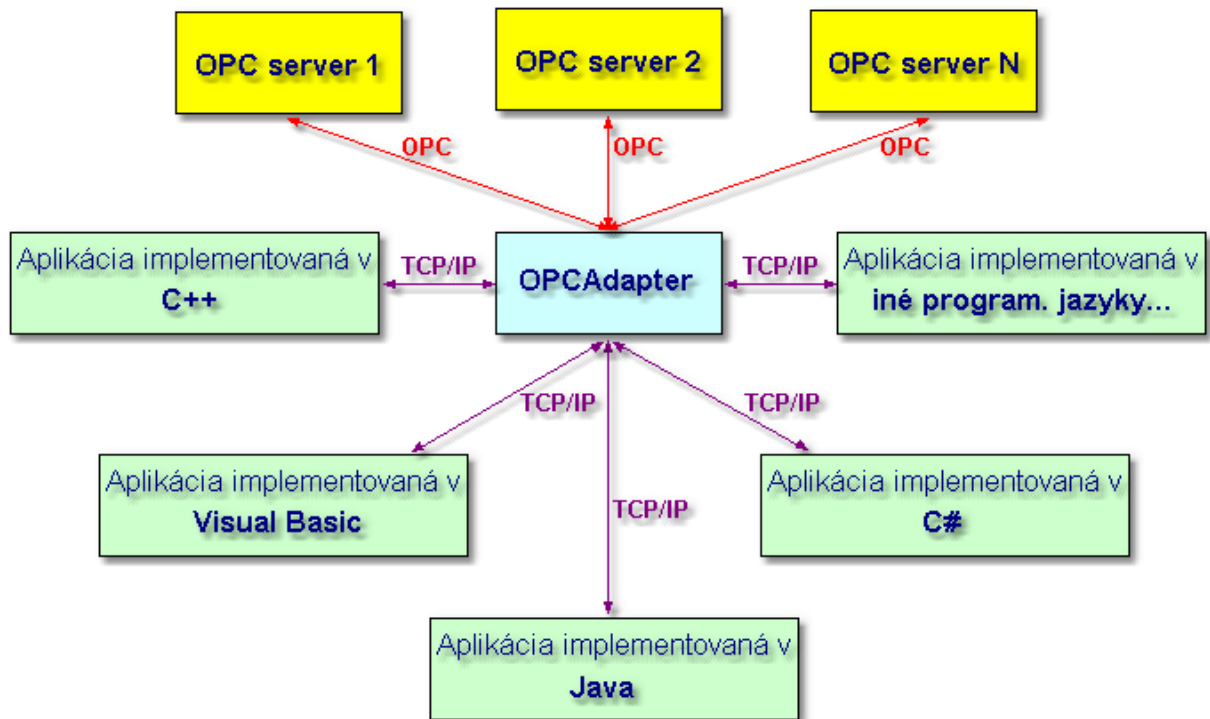 OPC server 1
OPC server 2
OPC server N
OPC
OPC
OPC
Aplikácia implementovaná v
C++
TCP/IP
OPCAdapter
TCP/IP
Aplikácia implementovaná v
iné program. jazyky...
TCP/IP
TCP/IP
Aplikácia implementovaná v
Visual Basic
TCP/IP
Aplikácia implementovaná v
C#
Aplikácia implementovaná v
Java